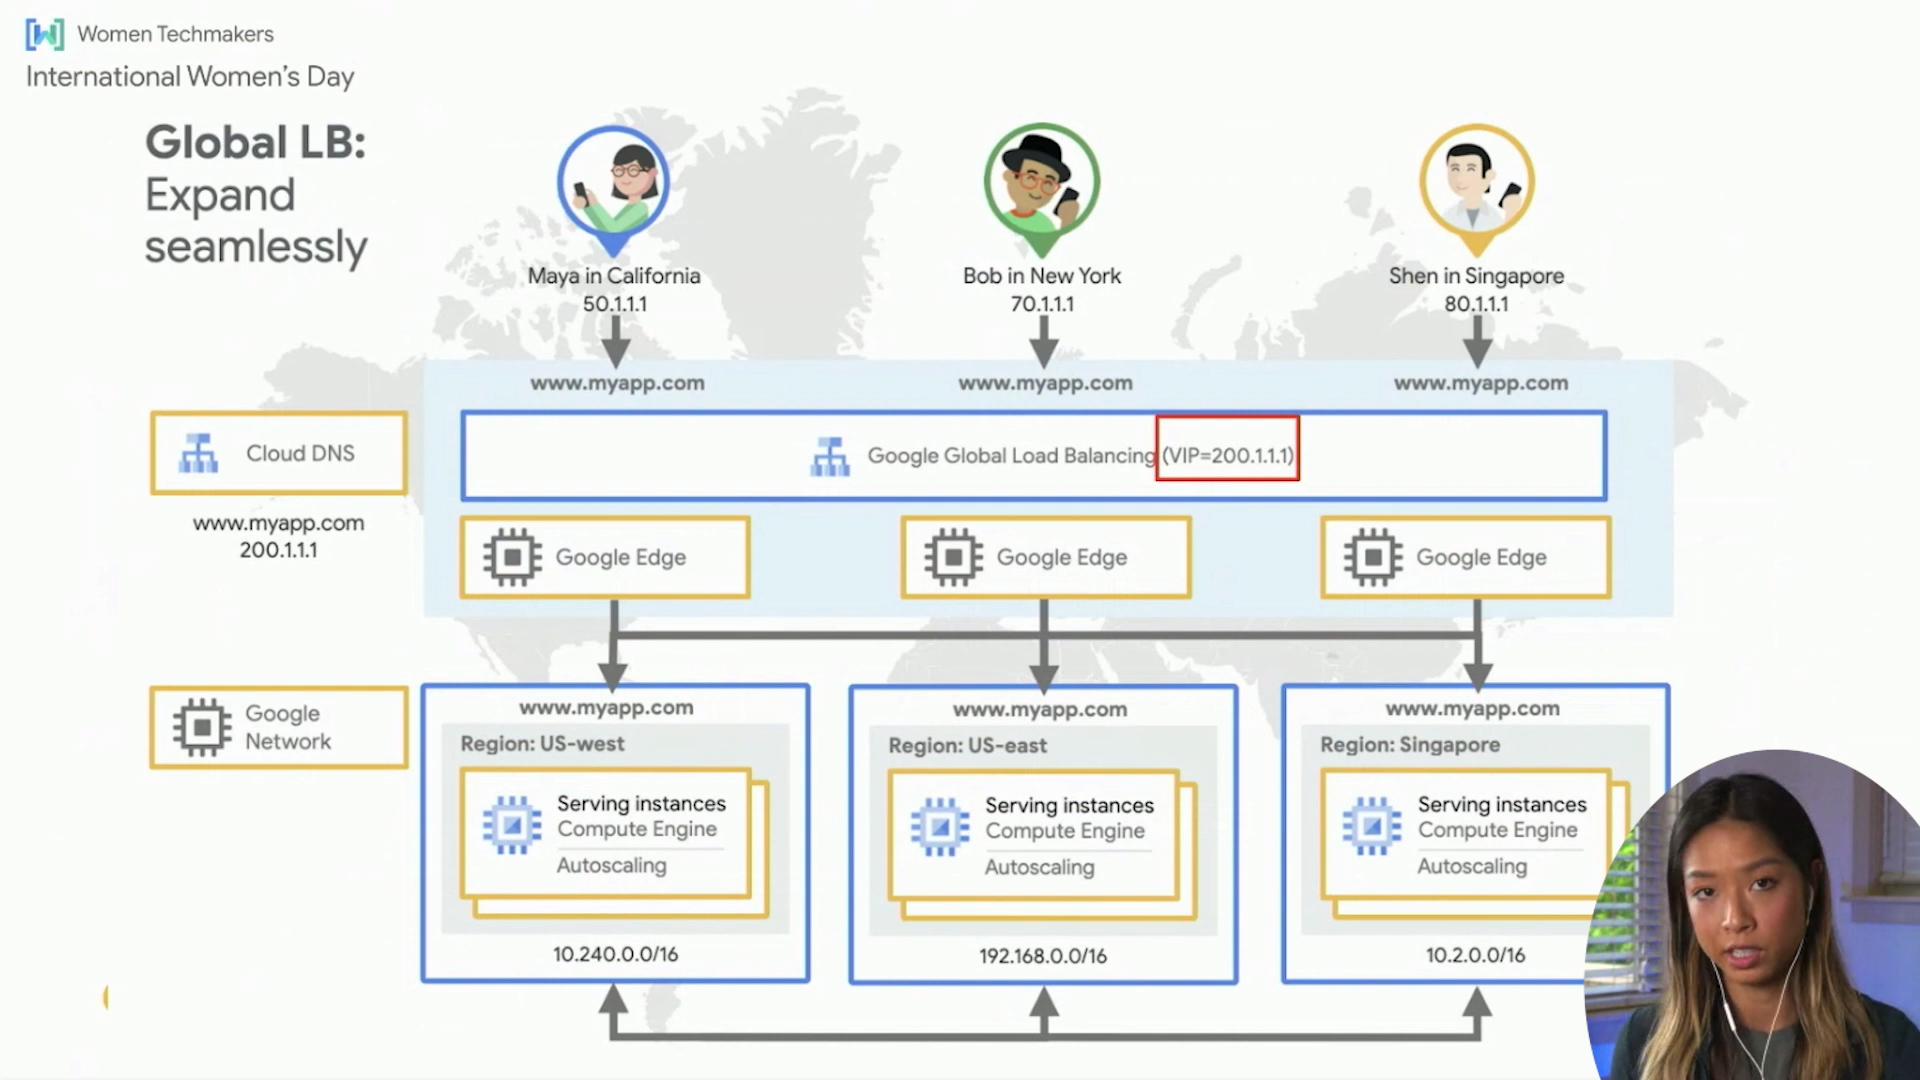 Women Techmakers
International Women's Day
Global LB:
Expand
seamlessly
Maya in California
50.1.1.1
Bob in New York
70.1.1.1
Shen in Singapore
80.1.1.1
www.myapp.com
www.myapp.com
www.myapp.com
Cloud DNS
Google Global Load Balancing (VIP=200.1.1.1)
www.myapp.com
200.1.1.1
Google Edge
Google Edge
Google Edge
Google
Network
www.myapp.com
Region: US-west
Serving instances
Compute Engine
Autoscaling
10.240.0.0/16
www.myapp.com
Region: US-east
Serving instances
Compute Engine
Autoscaling
192.168.0.0/16
www.myapp.com
Region: Singapore
Serving instances
Compute Engine
Autoscaling
10.2.0.0/16